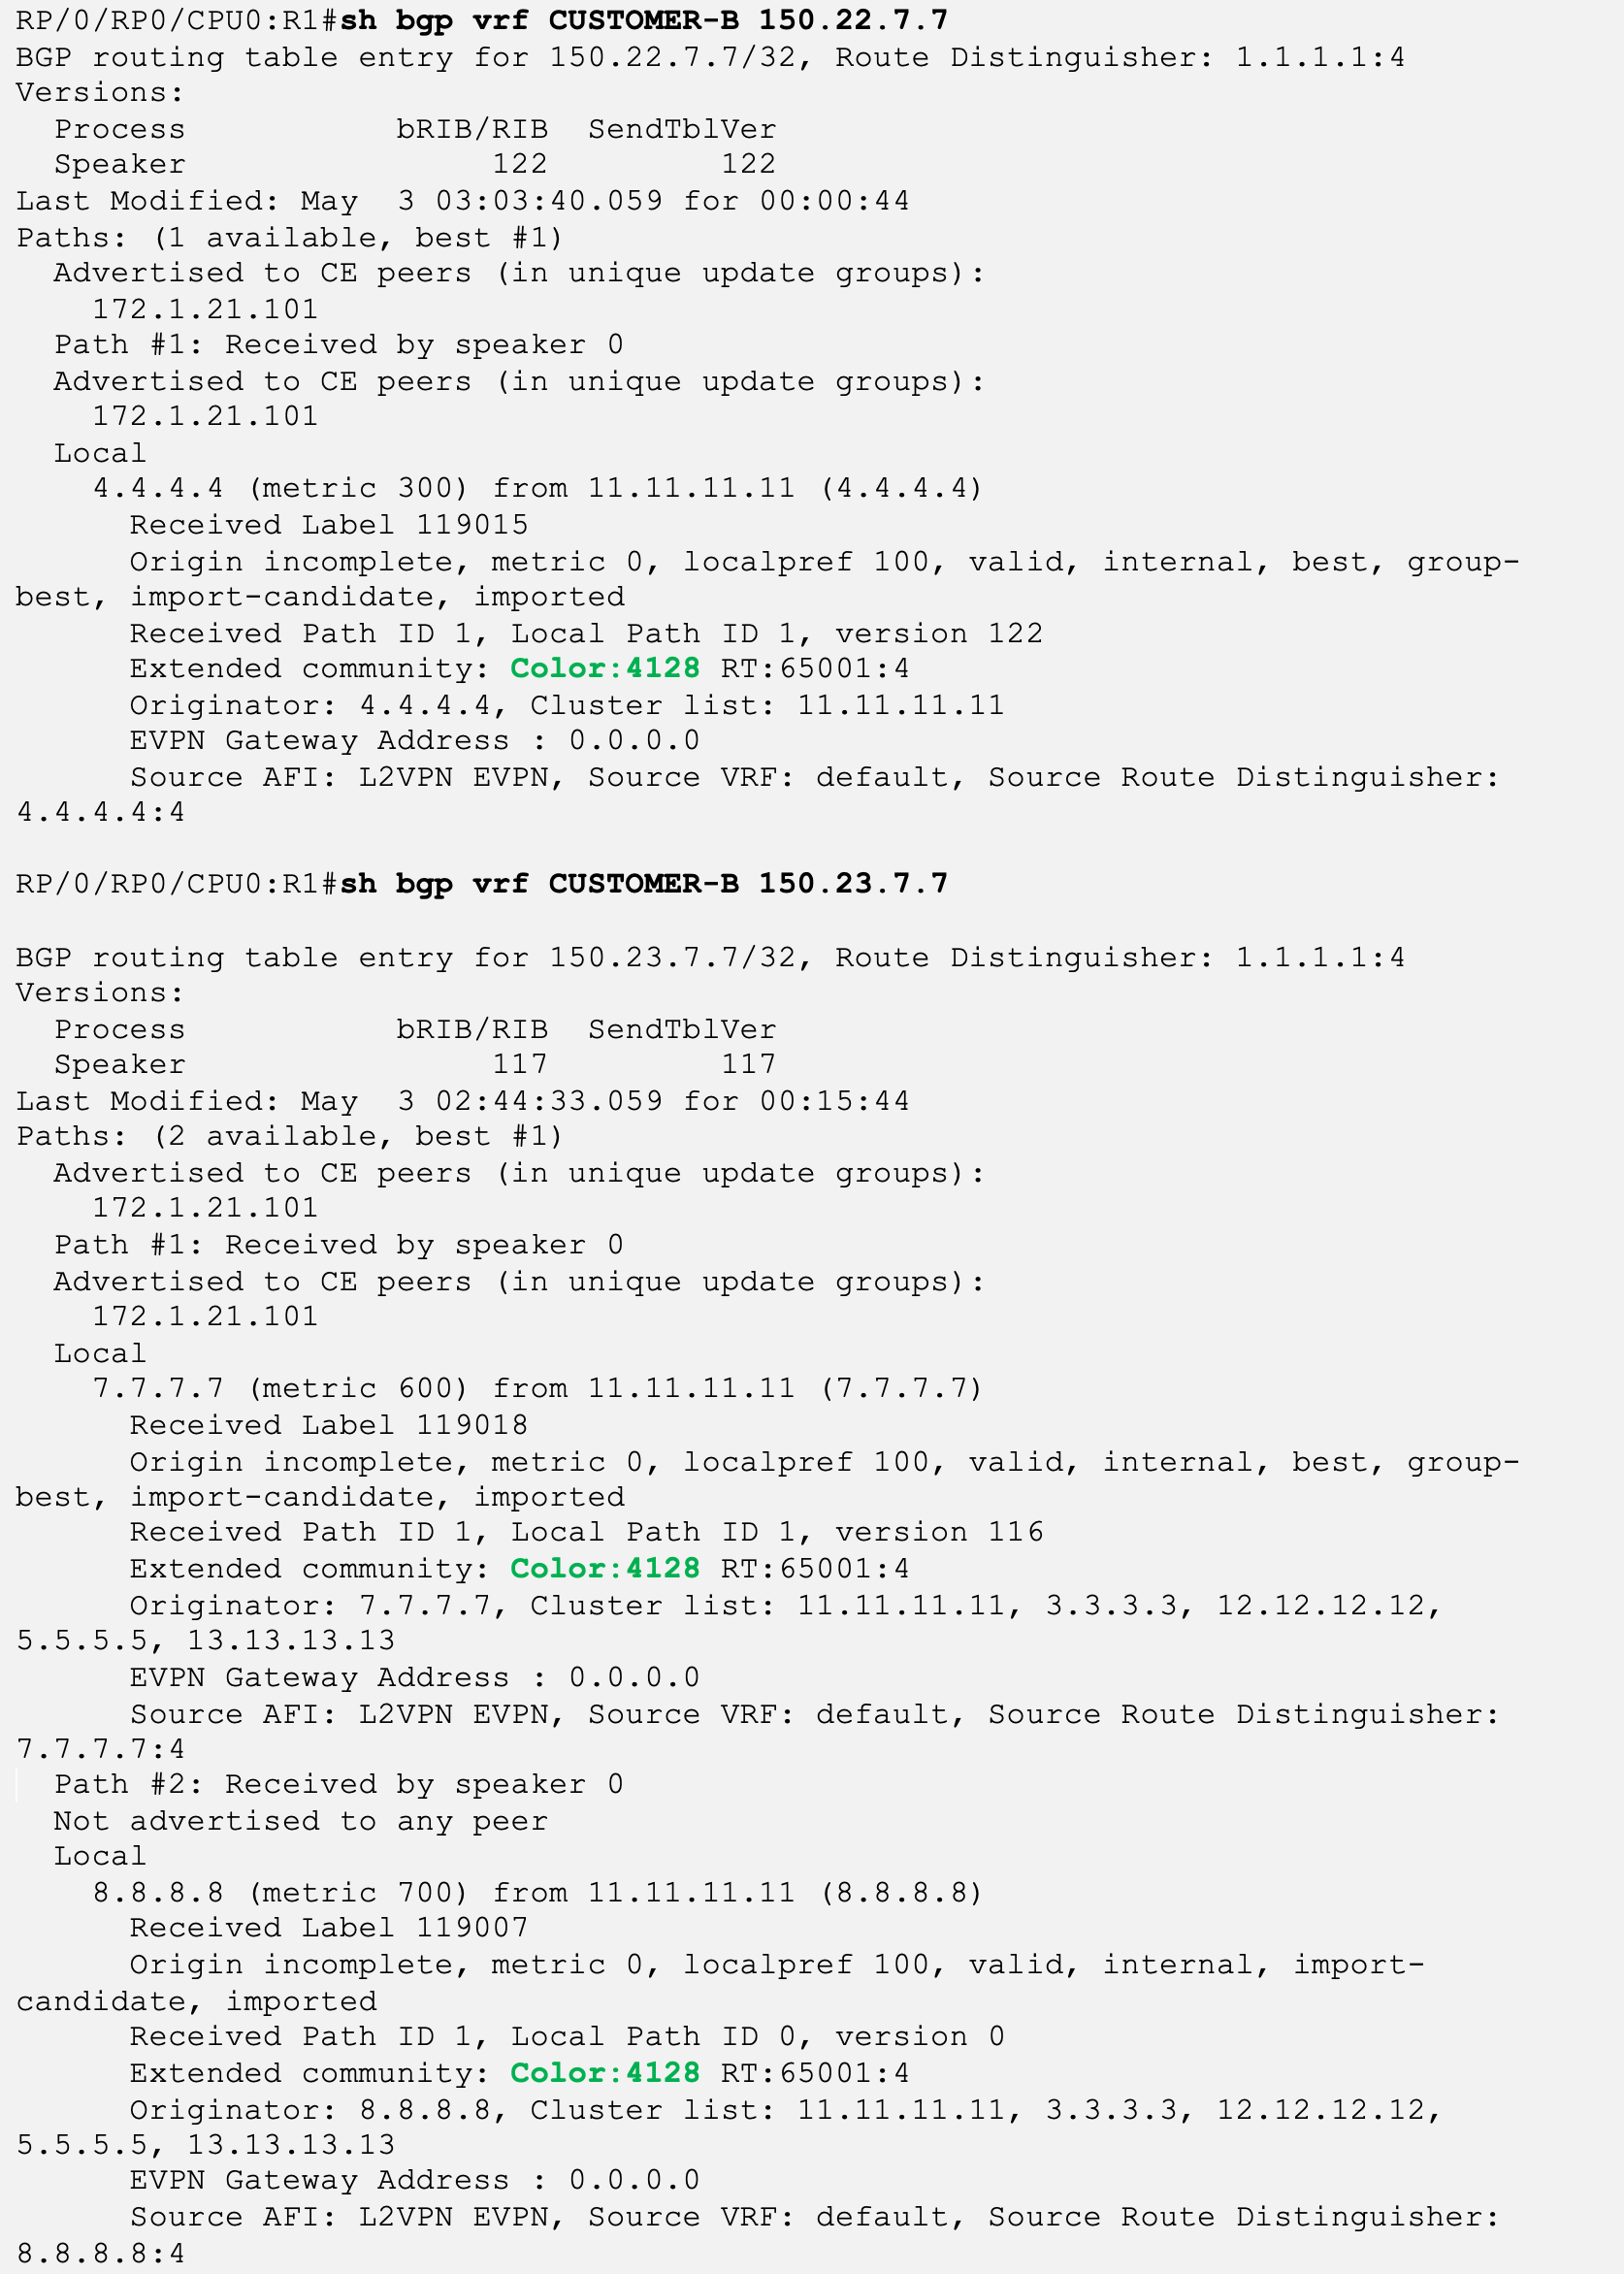 RP/0/RP0/CPU0:R1#sh bgp vrf CUSTOMER-B 150.22.7.7
BGP routing table entry for 150.22.7.7/32, Route Distinguisher: 1.1.1.1:4
Versions:
  Process           bRIB/RIB  SendTblVer
  Speaker                122         122
Last Modified: May  3 03:03:40.059 for 00:00:44
Paths: (1 available, best #1)
  Advertised to CE peers (in unique update groups):
    172.1.21.101
  Path #1: Received by speaker 0
  Advertised to CE peers (in unique update groups):
    172.1.21.101
  Local
    4.4.4.4 (metric 300) from 11.11.11.11 (4.4.4.4)
      Received Label 119015
      Origin incomplete, metric 0, localpref 100, valid, internal, best, group-
best, import-candidate, imported
      Received Path ID 1, Local Path ID 1, version 122
      Extended community: Color:4128 RT:65001:4
      Originator: 4.4.4.4, Cluster list: 11.11.11.11
      EVPN Gateway Address : 0.0.0.0
      Source AFI: L2VPN EVPN, Source VRF: default, Source Route Distinguisher:
4.4.4.4:4
RP/0/RP0/CPU0:R1#sh bgp vrf CUSTOMER-B 150.23.7.7
BGP routing table entry for 150.23.7.7/32, Route Distinguisher: 1.1.1.1:4
Versions:
  Process           bRIB/RIB  SendTblVer
  Speaker                117         117
Last Modified: May  3 02:44:33.059 for 00:15:44
Paths: (2 available, best #1)
  Advertised to CE peers (in unique update groups):
    172.1.21.101
  Path #1: Received by speaker 0
  Advertised to CE peers (in unique update groups):
    172.1.21.101
  Local
    7.7.7.7 (metric 600) from 11.11.11.11 (7.7.7.7)
      Received Label 119018
      Origin incomplete, metric 0, localpref 100, valid, internal, best, group-
best, import-candidate, imported
      Received Path ID 1, Local Path ID 1, version 116
      Extended community: Color:4128 RT:65001:4
      Originator: 7.7.7.7, Cluster list: 11.11.11.11, 3.3.3.3, 12.12.12.12,
5.5.5.5, 13.13.13.13
      EVPN Gateway Address : 0.0.0.0
      Source AFI: L2VPN EVPN, Source VRF: default, Source Route Distinguisher:
7.7.7.7:4
  Path #2: Received by speaker 0
  Not advertised to any peer
  Local
    8.8.8.8 (metric 700) from 11.11.11.11 (8.8.8.8)
      Received Label 119007
      Origin incomplete, metric 0, localpref 100, valid, internal, import-
candidate, imported
      Received Path ID 1, Local Path ID 0, version 0
      Extended community: Color:4128 RT:65001:4
      Originator: 8.8.8.8, Cluster list: 11.11.11.11, 3.3.3.3, 12.12.12.12,
5.5.5.5, 13.13.13.13
      EVPN Gateway Address : 0.0.0.0
      Source AFI: L2VPN EVPN, Source VRF: default, Source Route Distinguisher:
8.8.8.8:4